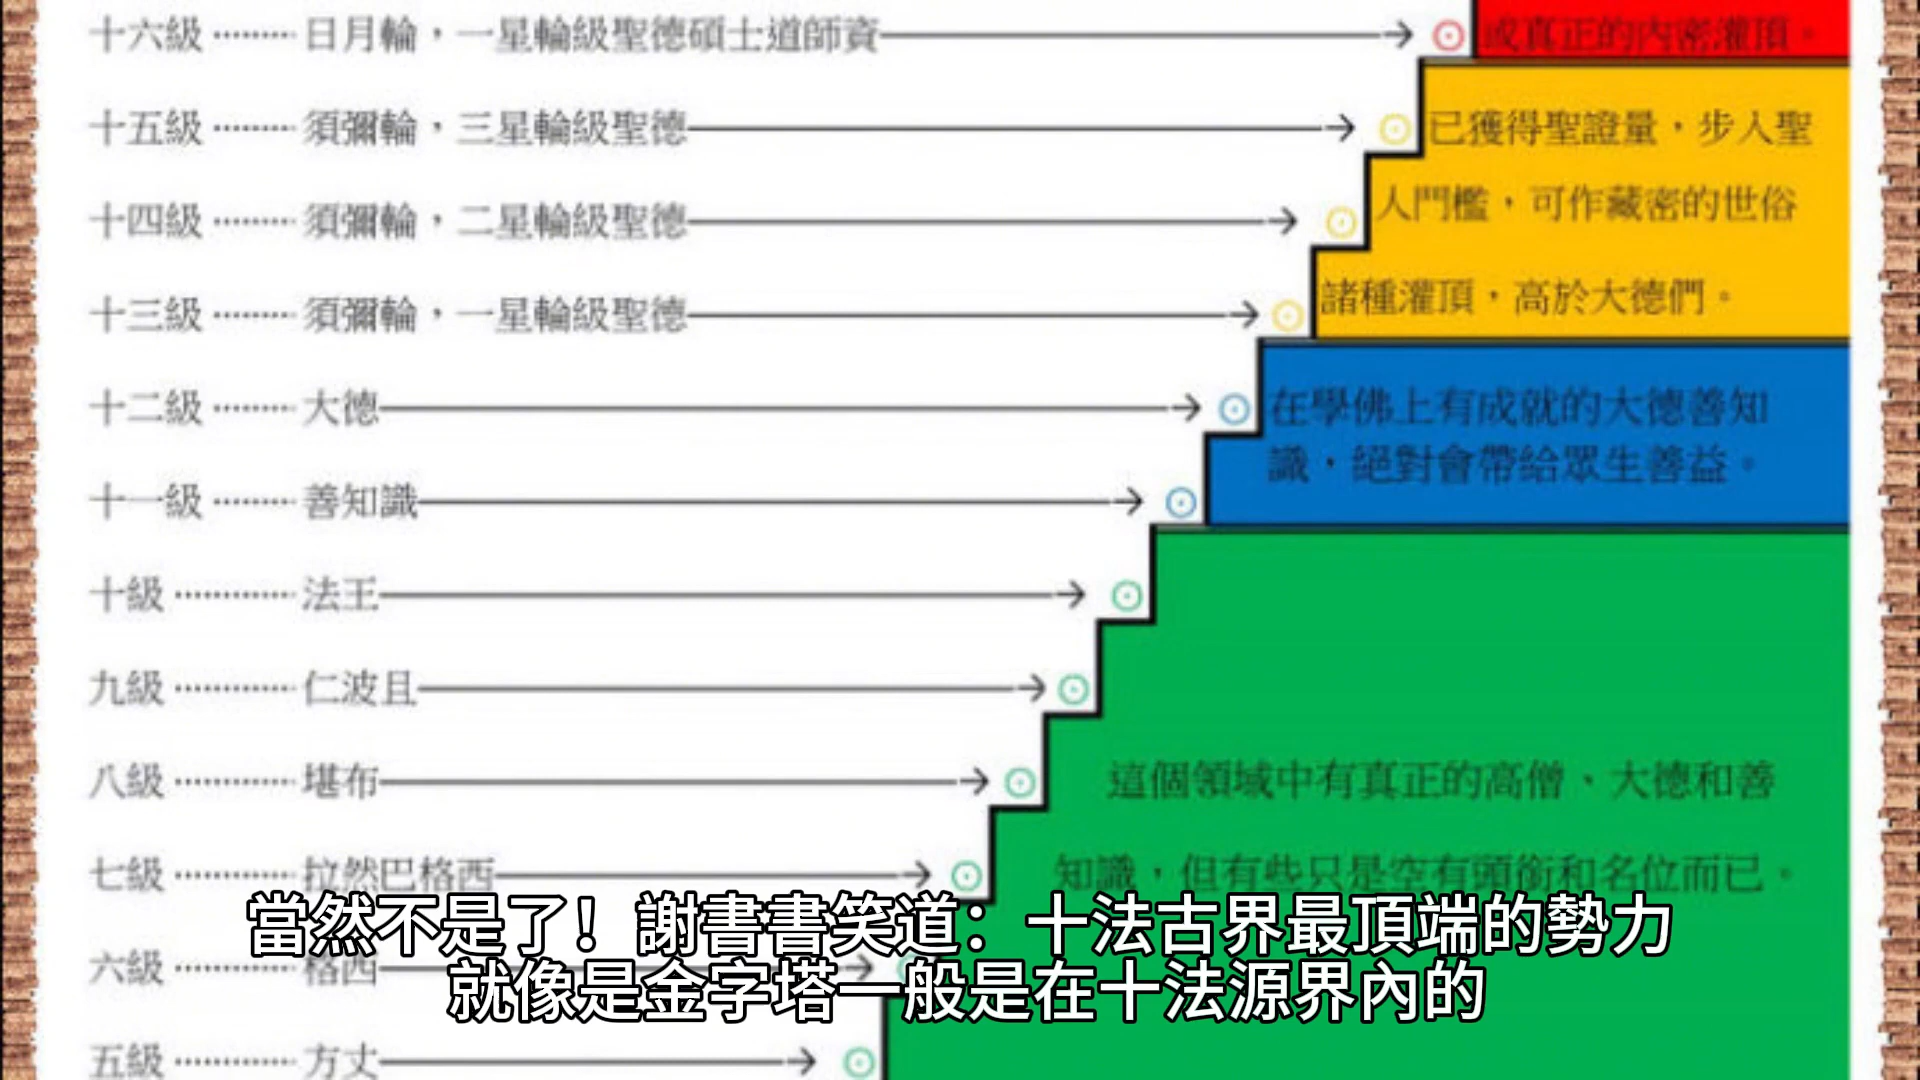 十六級 ········ 日月輪，一星輪級聖德碩士道師資 → 或真正的內密灌頂。
十五級 ········ 須彌輪，三星輪級聖德 → 已獲得聖證量，步入聖
十四級 ········ 須彌輪，二星輪級聖德 → 人門檻，可作藏密的世俗
十三級 ········ 須彌輪，一星輪級聖德 → 諸種灌頂，高於大德們。
十二級 ········ 大德 → 在學佛上有成就的大德善知
識，絕對會帶給眾生善益。
十一級 ········ 善知識 →
十級 ············ 法王 →
九級 ············ 仁波且 →
八級 ············ 堪布 → 這個領域中有真正的高僧、大德和善
七級 ············ 拉然巴格西 → 知識，但有些只是空有頭銜和名位而已。
六級 ············ 格西 →
五級 ············ 方丈 →
當然不是了！謝書書笑道：十法古界最頂端的勢力
就像是金字塔一般是在十法源界內的